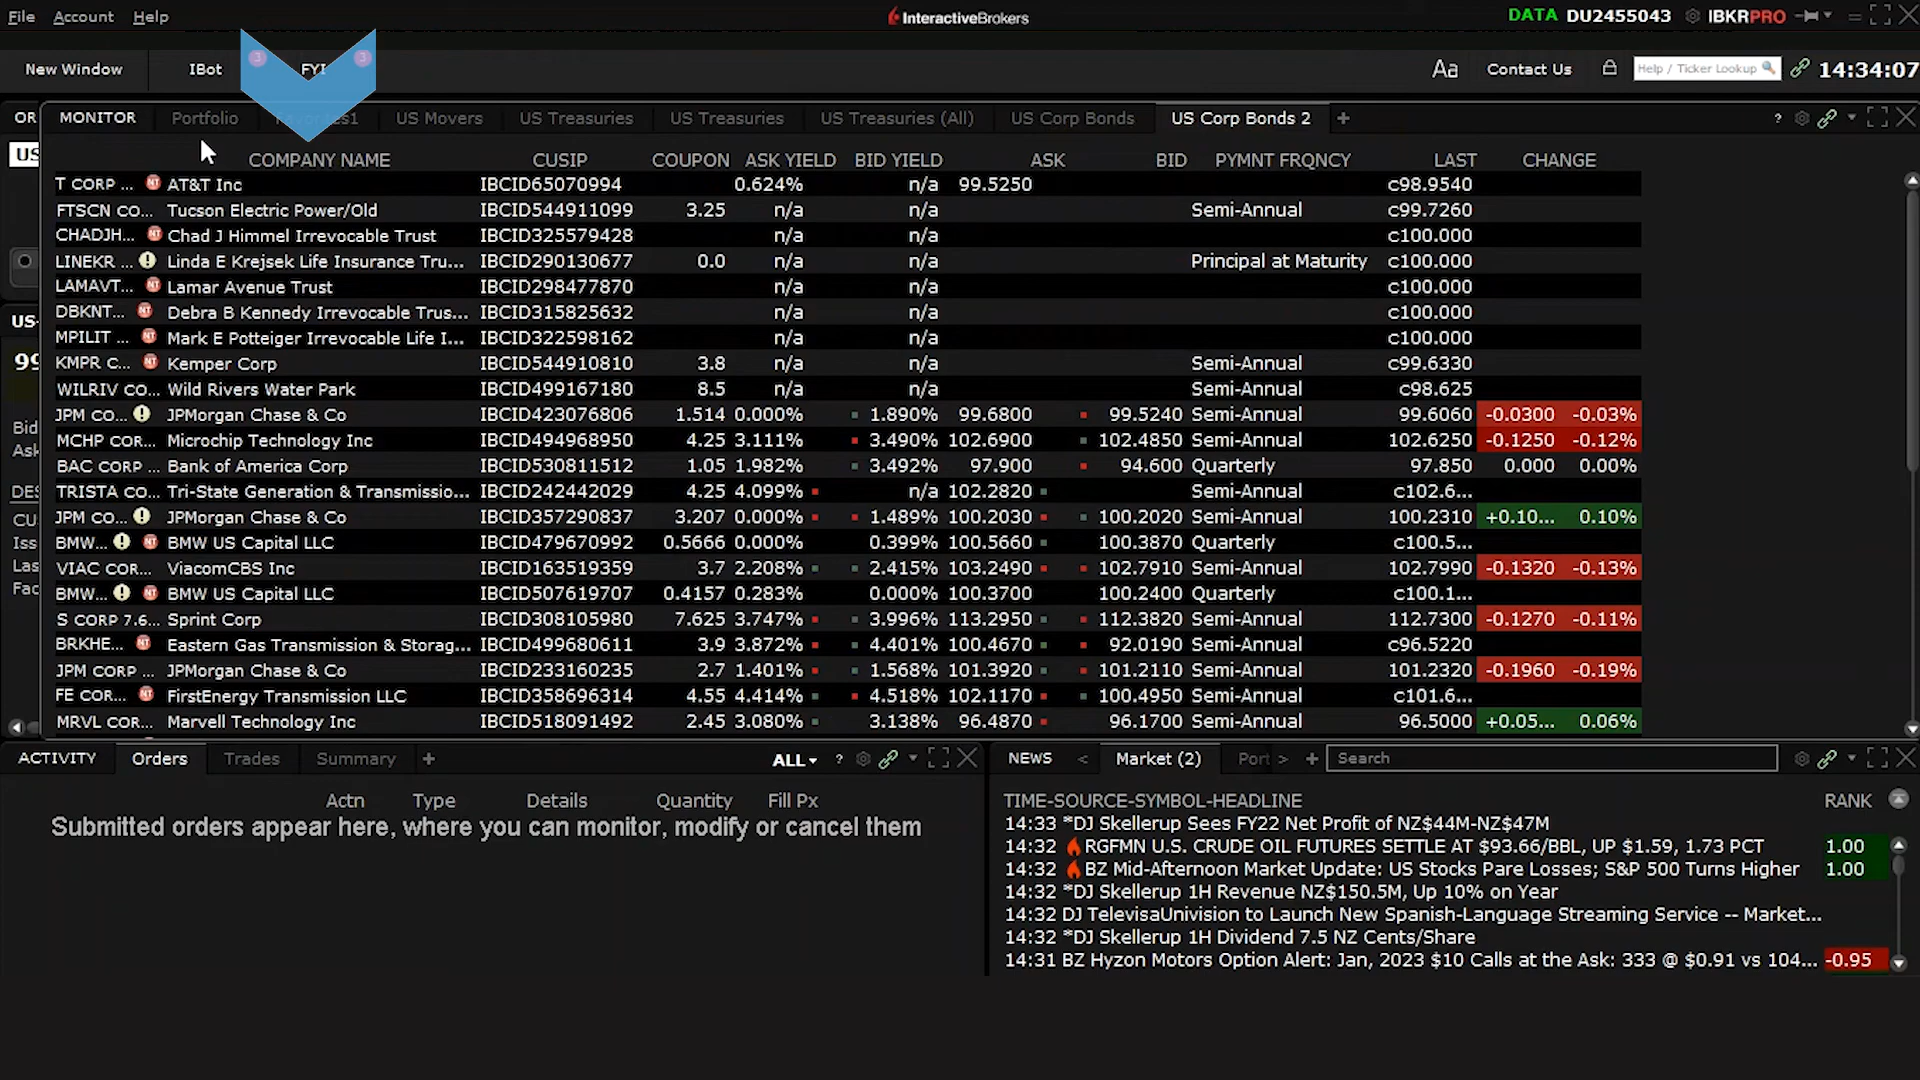 File Account Help InteractiveBrokers DATA DU2455043 IBKRPRO
New Window IBot 3 FYI 3 Aa Contact Us Help / Ticker Lookup 14:34:07
OR MONITOR Portfolio US Movers US Treasuries US Treasuries US Treasuries (All) US Corp Bonds US Corp Bonds 2 + ?
US COMPANY NAME CUSIP COUPON ASK YIELD BID YIELD ASK BID PYMNT FRQNCY LAST CHANGE
T CORP ... NT AT&T Inc IBCID65070994 0.624% n/a 99.5250 c98.9540
FTSCN CO... Tucson Electric Power/Old IBCID544911099 3.25 n/a n/a Semi-Annual c99.7260
CHADJH... NT Chad J Himmel Irrevocable Trust IBCID325579428 n/a n/a c100.000
LINEKR ... ! Linda E Krejsek Life Insurance Tru... IBCID290130677 0.0 n/a n/a Principal at Maturity c100.000
LAMAVT... NT Lamar Avenue Trust IBCID298477870 n/a n/a c100.000
US- DBKNT... NT Debra B Kennedy Irrevocable Trus... IBCID315825632 n/a n/a c100.000
MPILIT ... NT Mark E Potteiger Irrevocable Life I... IBCID322598162 n/a n/a c100.000
99 KMPR C... NT Kemper Corp IBCID544910810 3.8 n/a n/a Semi-Annual c99.6330
WILRIV CO... Wild Rivers Water Park IBCID499167180 8.5 n/a n/a Semi-Annual c98.625
Bid JPM CO... ! JPMorgan Chase & Co IBCID423076806 1.514 0.000% 1.890% 99.6800 99.5240 Semi-Annual 99.6060 -0.0300 -0.03%
Ask MCHP COR... Microchip Technology Inc IBCID494968950 4.25 3.111% 3.490% 102.6900 102.4850 Semi-Annual 102.6250 -0.1250 -0.12%
BAC CORP ... Bank of America Corp IBCID530811512 1.05 1.982% 3.492% 97.900 94.600 Quarterly 97.850 0.000 0.00%
DES TRISTA CO... Tri-State Generation & Transmissio... IBCID242442029 4.25 4.099% n/a 102.2820 Semi-Annual c102.6...
CU JPM CO... ! JPMorgan Chase & Co IBCID357290837 3.207 0.000% 1.489% 100.2030 100.2020 Semi-Annual 100.2310 +0.10... 0.10%
Iss BMW... ! NT BMW US Capital LLC IBCID479670992 0.5666 0.000% 0.399% 100.5660 100.3870 Quarterly c100.5...
Las VIAC COR... ViacomCBS Inc IBCID163519359 3.7 2.208% 2.415% 103.2490 102.7910 Semi-Annual 102.7990 -0.1320 -0.13%
Fac BMW... ! NT BMW US Capital LLC IBCID507619707 0.4157 0.283% 0.000% 100.3700 100.2400 Quarterly c100.1...
S CORP 7.6... Sprint Corp IBCID308105980 7.625 3.747% 3.996% 113.2950 112.3820 Semi-Annual 112.7300 -0.1270 -0.11%
BRKHE... NT Eastern Gas Transmission & Storag... IBCID499680611 3.9 3.872% 4.401% 100.4670 92.0190 Semi-Annual c96.5220
JPM CORP ... JPMorgan Chase & Co IBCID233160235 2.7 1.401% 1.568% 101.3920 101.2110 Semi-Annual 101.2320 -0.1960 -0.19%
FE COR... NT FirstEnergy Transmission LLC IBCID358696314 4.55 4.414% 4.518% 102.1170 100.4950 Semi-Annual c101.6...
MRVL COR... Marvell Technology Inc IBCID518091492 2.45 3.080% 3.138% 96.4870 96.1700 Semi-Annual 96.5000 +0.05... 0.06%
ACTIVITY Orders Trades Summary + ALL ? NEWS < Market (2) Port > + Search
Actn Type Details Quantity Fill Px
Submitted orders appear here, where you can monitor, modify or cancel them
TIME-SOURCE-SYMBOL-HEADLINE RANK
14:33 *DJ Skellerup Sees FY22 Net Profit of NZ$44M-NZ$47M
14:32 RGFMN U.S. CRUDE OIL FUTURES SETTLE AT $93.66/BBL, UP $1.59, 1.73 PCT 1.00
14:32 BZ Mid-Afternoon Market Update: US Stocks Pare Losses; S&P 500 Turns Higher 1.00
14:32 *DJ Skellerup 1H Revenue NZ$150.5M, Up 10% on Year
14:32 DJ TelevisaUnivision to Launch New Spanish-Language Streaming Service -- Market...
14:32 *DJ Skellerup 1H Dividend 7.5 NZ Cents/Share
14:31 BZ Hyzon Motors Option Alert: Jan, 2023 $10 Calls at the Ask: 333 @ $0.91 vs 104... -0.95